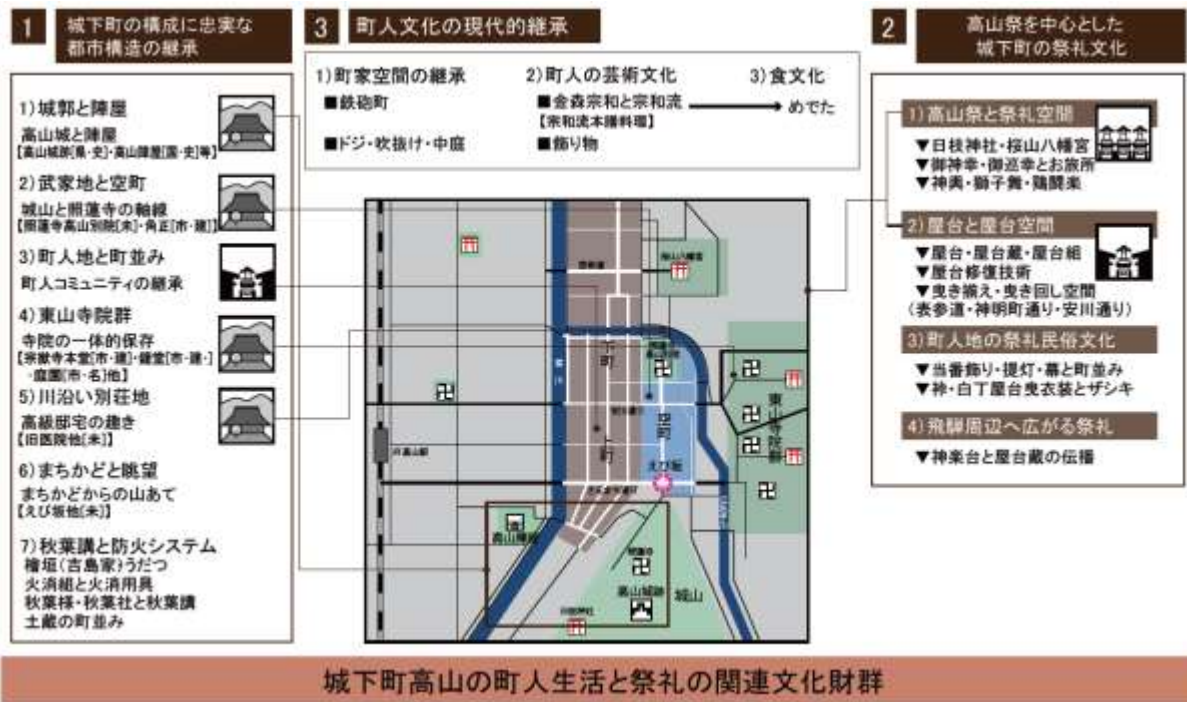 1 城下町の構成に忠実な
都市構造の継承
1)城郭と陣屋
高山城と陣屋
【高山城跡[県・史]・高山陣屋[国・史]等】
2)武家地と空町
城山と照蓮寺の軸線
【照蓮寺高山別院[未]・角正[市・建]】
3)町人地と町並み
町人コミュニティの継承
4)東山寺院群
寺院の一体的保存
【宗猷寺本堂[市・建]・鐘堂[市・建・]
・庭園[市・名]他】
5)川沿い別荘地
高級邸宅の趣き
【旧医院他[未]】
6)まちかどと眺望
まちかどからの山あて
【えび坂他[未]】
7)秋葉講と防火システム
檜垣(吉島家)うだつ
火消組と火消用具
秋葉様・秋葉社と秋葉講
土蔵の町並み
3 町人文化の現代的継承
1)町家空間の継承
■鉄砲町
■ドジ・吹抜け・中庭
2)町人の芸術文化
■金森宗和と宗和流
【宗和流本膳料理】
■飾り物
3)食文化
めでた
桜山八幡宮
下町
空町
上町
えび坂
東山寺院群
JR高山駅
高山陣屋
高山城跡
城山
日枝神社
2 高山祭を中心とした
城下町の祭礼文化
1)高山祭と祭礼空間
▼日枝神社・桜山八幡宮
▼御神幸・御巡幸とお旅所
▼神輿・獅子舞・鶏闘楽
2)屋台と屋台空間
▼屋台・屋台蔵・屋台組
▼屋台修復技術
▼曳き揃え・曳き回し空間
(表参道・神明町通り・安川通り)
3)町人地の祭礼民俗文化
▼当番飾り・提灯・幕と町並み
▼裃・白丁屋台曳衣装とザシキ
4)飛騨周辺へ広がる祭礼
▼神楽台と屋台蔵の伝播
城下町高山の町人生活と祭礼の関連文化財群